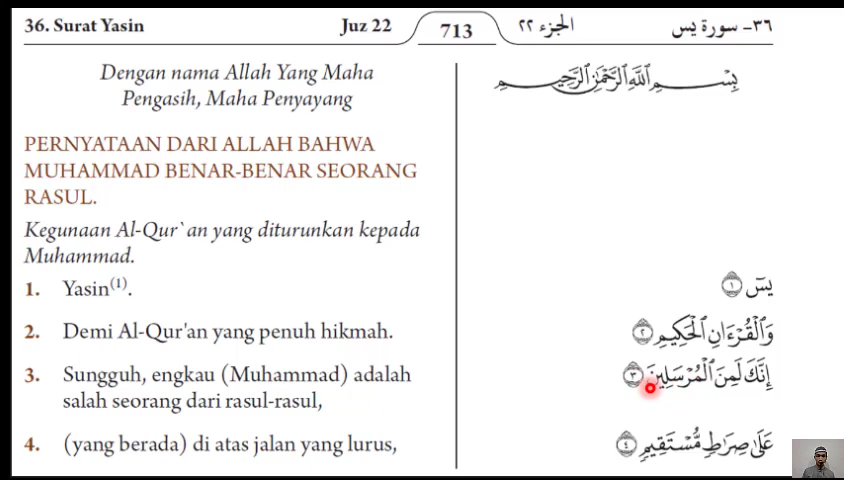 36. Surat Yasin Juz 22 713 الجزء ٢٢ ٣٦- سورة يس
Dengan nama Allah Yang Maha
Pengasih, Maha Penyayang
بِسْمِ اللَّهِ الرَّحْمَٰنِ الرَّحِيمِ
PERNYATAAN DARI ALLAH BAHWA
MUHAMMAD BENAR-BENAR SEORANG
RASUL.
Kegunaan Al-Qur`an yang diturunkan kepada
Muhammad.
1. Yasin(1).
يسٓ ١
2. Demi Al-Qur'an yang penuh hikmah.
وَالْقُرْءَانِ الْحَكِيمِ ٢
3. Sungguh, engkau (Muhammad) adalah
salah seorang dari rasul-rasul,
إِنَّكَ لَمِنَ الْمُرْسَلِينَ ٣
4. (yang berada) di atas jalan yang lurus,
عَلَىٰ صِرَٰطٍ مُّسْتَقِيمٍ ٤